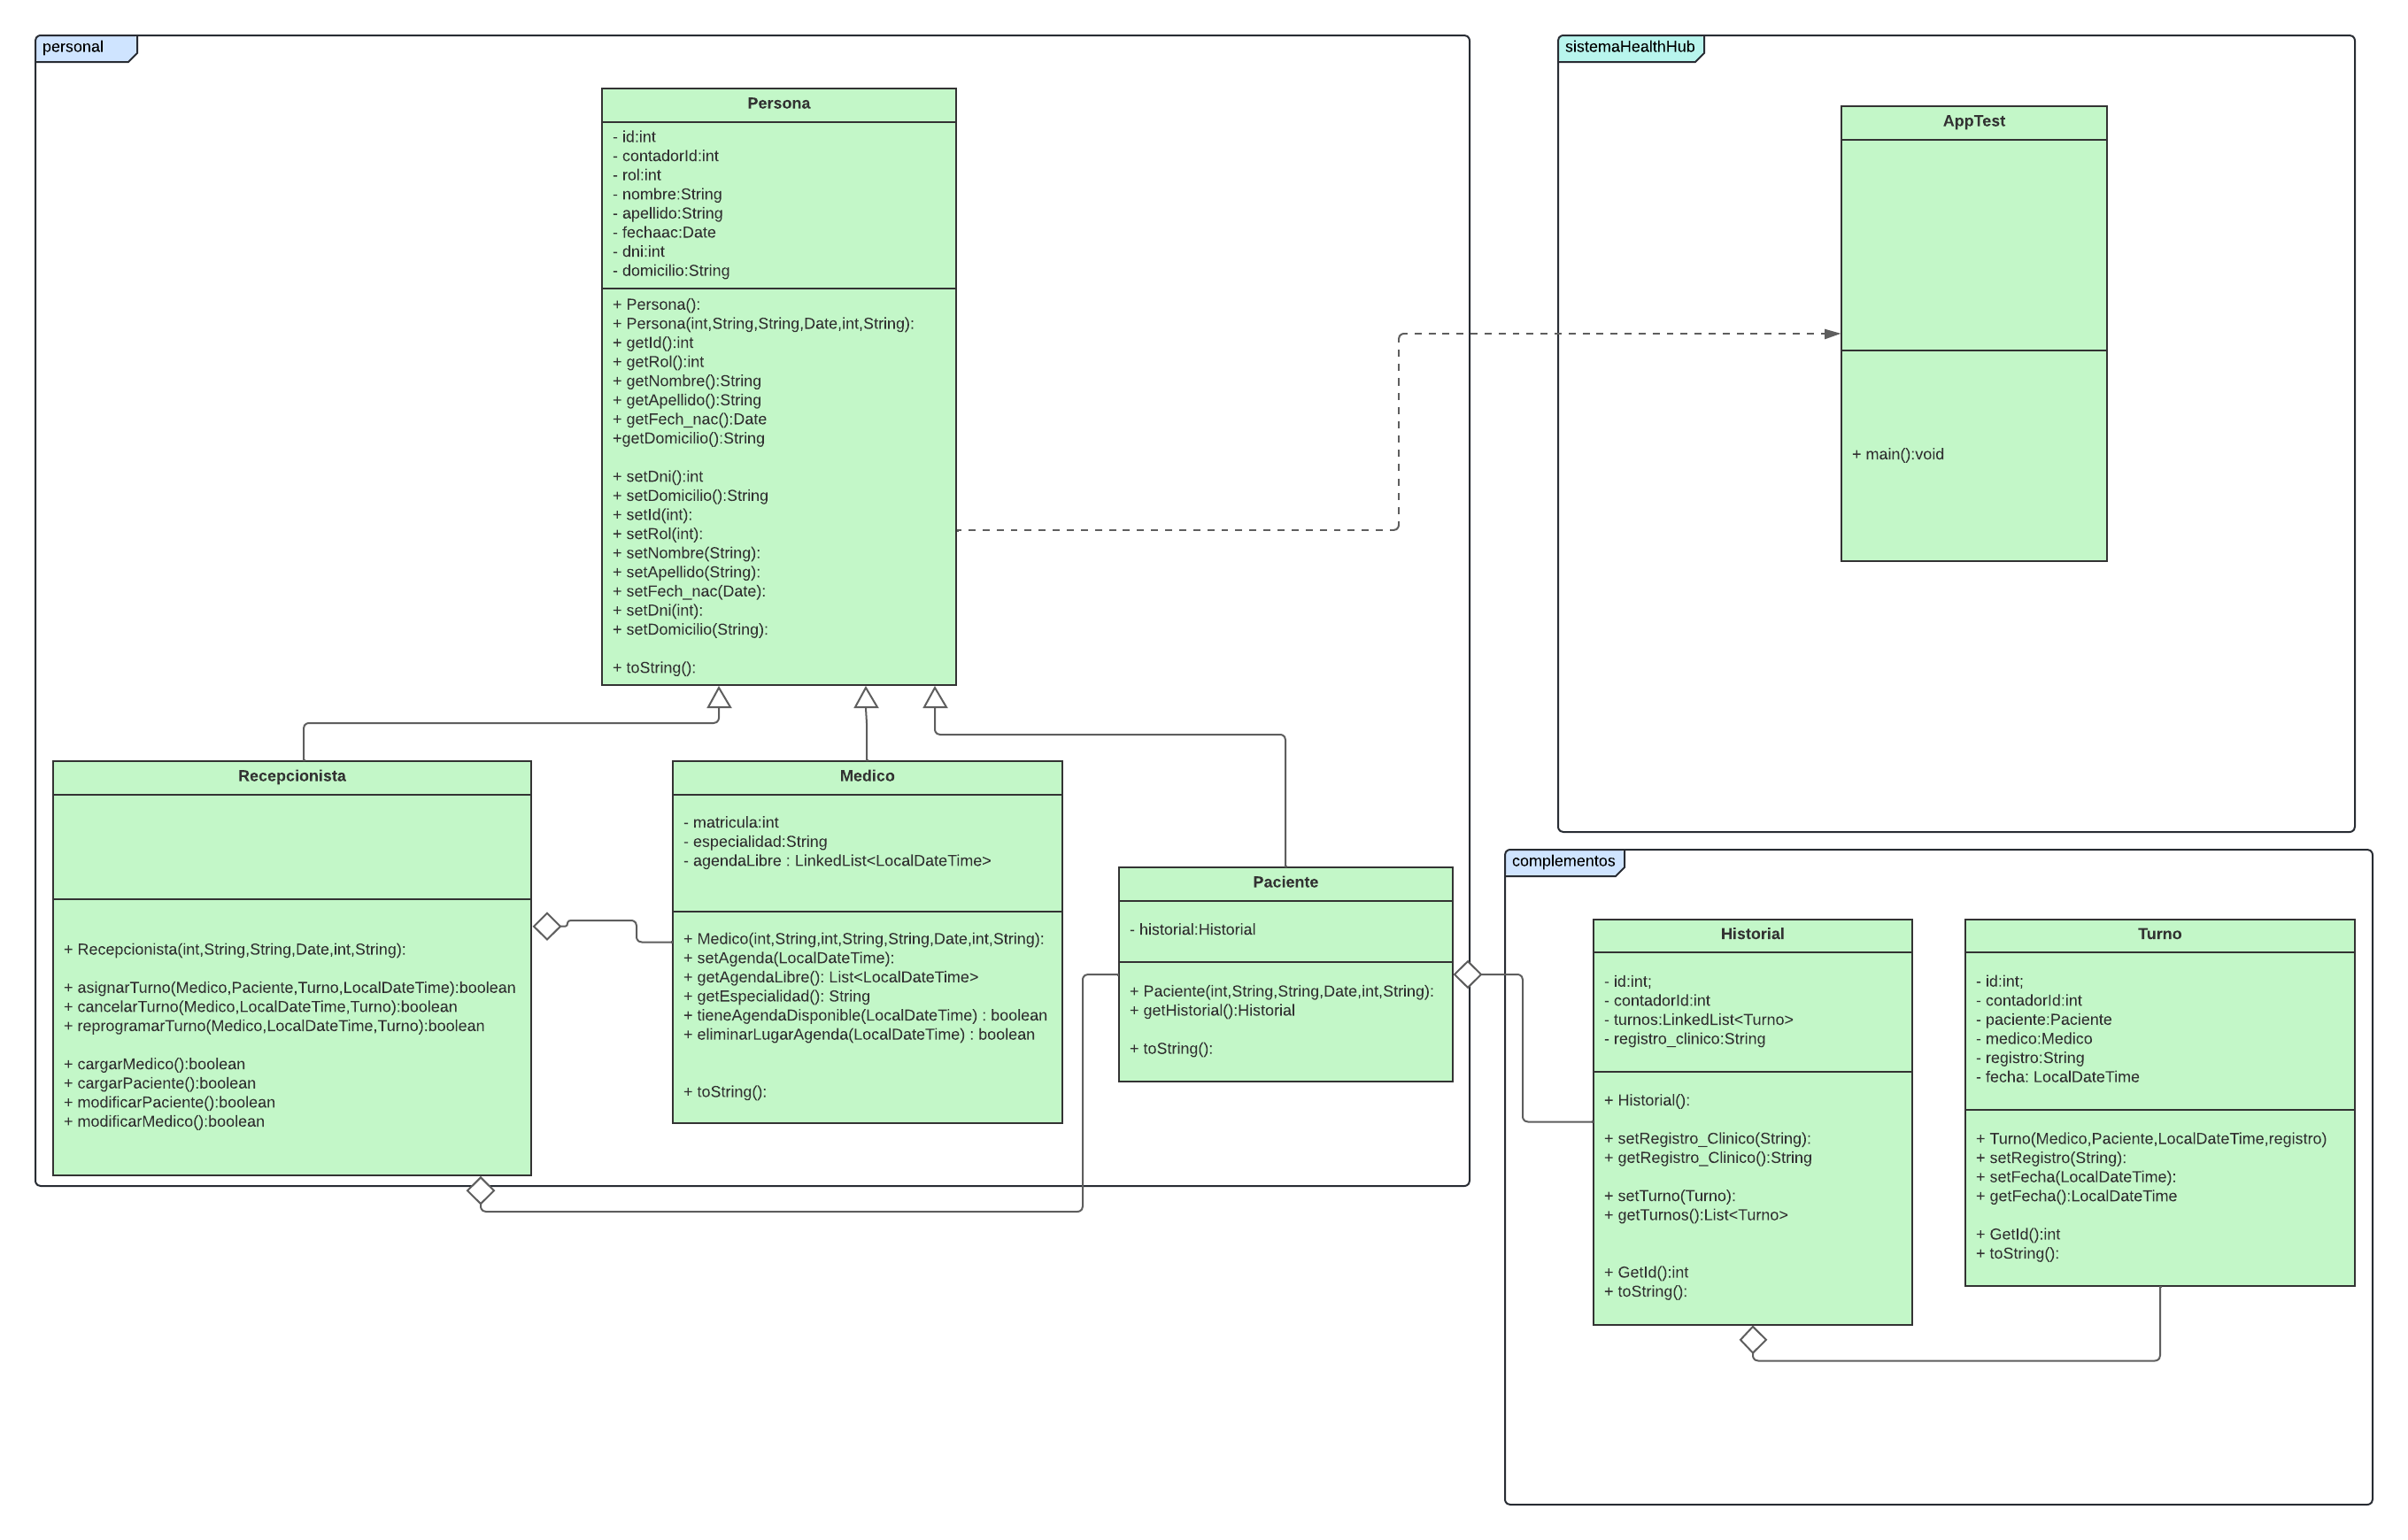 personal
Persona
- id:int
- contadorId:int
- rol:int
- nombre:String
- apellido:String
- fechaac:Date
- dni:int
- domicilio:String
+ Persona():
+ Persona(int,String,String,Date,int,String):
+ getId():int
+ getRol():int
+ getNombre():String
+ getApellido():String
+ getFech_nac():Date
+getDomicilio():String
+ setDni():int
+ setDomicilio():String
+ setId(int):
+ setRol(int):
+ setNombre(String):
+ setApellido(String):
+ setFech_nac(Date):
+ setDni(int):
+ setDomicilio(String):
+ toString():
Recepcionista
+ Recepcionista(int,String,String,Date,int,String):
+ asignarTurno(Medico,Paciente,Turno,LocalDateTime):boolean
+ cancelarTurno(Medico,LocalDateTime,Turno):boolean
+ reprogramarTurno(Medico,LocalDateTime,Turno):boolean
+ cargarMedico():boolean
+ cargarPaciente():boolean
+ modificarPaciente():boolean
+ modificarMedico():boolean
Medico
- matricula:int
- especialidad:String
- agendaLibre : LinkedList<LocalDateTime>
+ Medico(int,String,int,String,String,Date,int,String):
+ setAgenda(LocalDateTime):
+ getAgendaLibre(): List<LocalDateTime>
+ getEspecialidad(): String
+ tieneAgendaDisponible(LocalDateTime) : boolean
+ eliminarLugarAgenda(LocalDateTime) : boolean
+ toString():
Paciente
- historial:Historial
+ Paciente(int,String,String,Date,int,String):
+ getHistorial():Historial
+ toString():
sistemaHealthHub
AppTest
+ main():void
complementos
Historial
- id:int;
- contadorId:int
- turnos:LinkedList<Turno>
- registro_clinico:String
+ Historial():
+ setRegistro_Clinico(String):
+ getRegistro_Clinico():String
+ setTurno(Turno):
+ getTurnos():List<Turno>
+ GetId():int
+ toString():
Turno
- id:int;
- contadorId:int
- paciente:Paciente
- medico:Medico
- registro:String
- fecha: LocalDateTime
+ Turno(Medico,Paciente,LocalDateTime,registro)
+ setRegistro(String):
+ setFecha(LocalDateTime):
+ getFecha():LocalDateTime
+ GetId():int
+ toString():